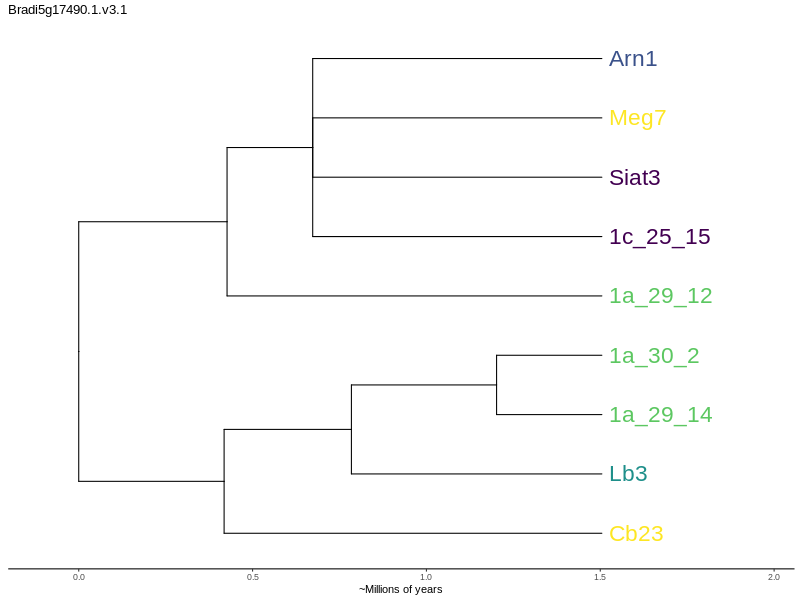 Bradi5g17490.1.v3.1
Arn1
Meg7
Siat3
1c_25_15
1a_29_12
1a_30_2
1a_29_14
Lb3
Cb23
0.0 0.5 1.0 1.5 2.0
~Millions of years